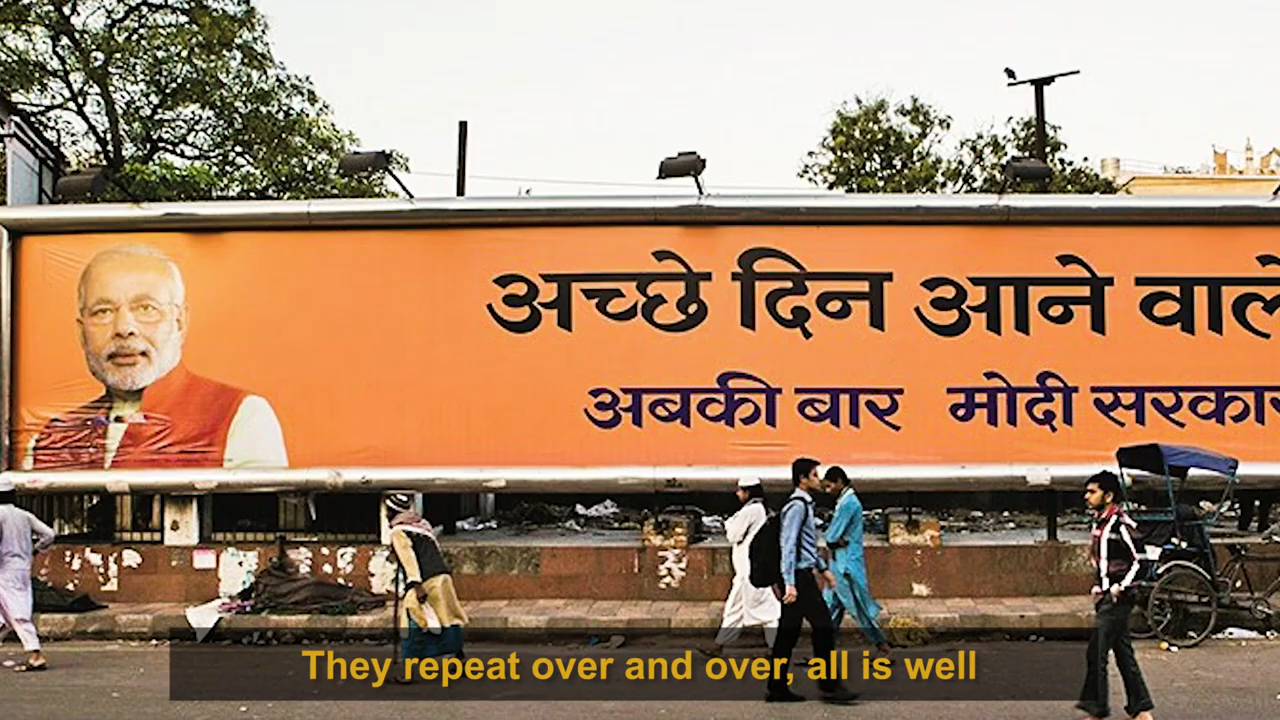 अच्छे दिन आने वाले
अबकी बार मोदी सरकार
They repeat over and over, all is well